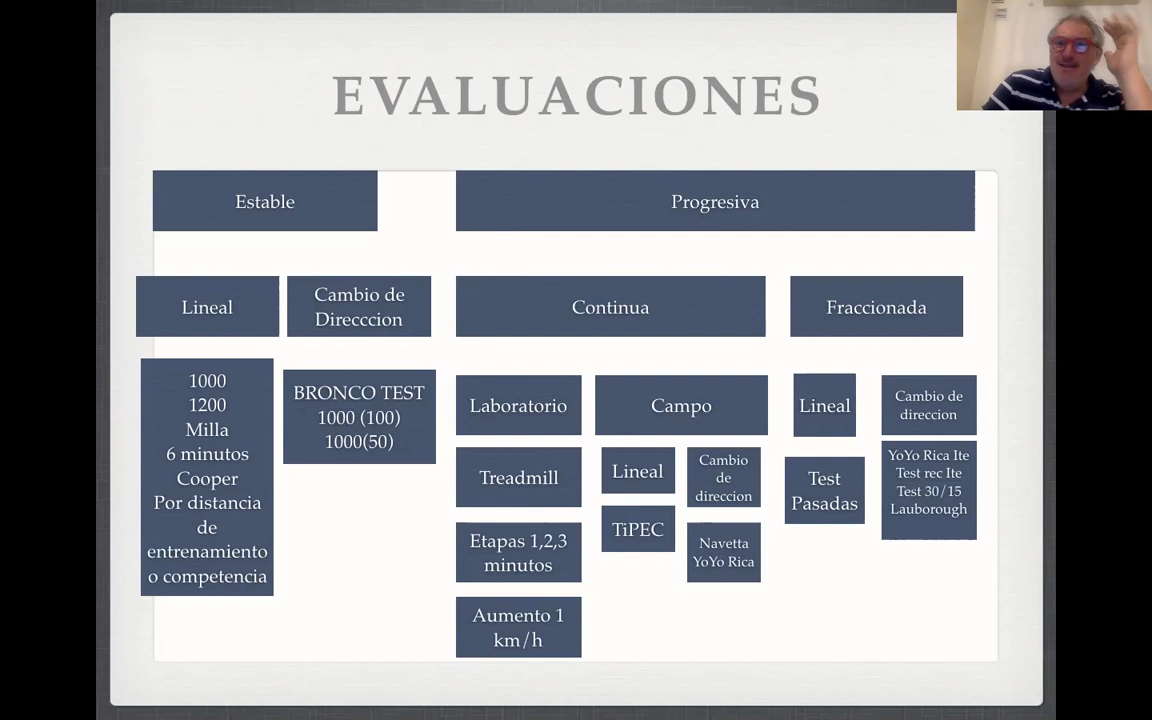 EVALUACIONES
Estable
Progresiva
Lineal
Cambio de
Direcccion
Continua
Fraccionada
1000
1200
Milla
6 minutos
Cooper
Por distancia
de
entrenamiento
o competencia
BRONCO TEST
1000 (100)
1000(50)
Laboratorio
Treadmill
Etapas 1,2,3
minutos
Aumento 1
km/h
Campo
Lineal
TiPEC
Cambio
de
direccion
Navetta
YoYo Rica
Lineal
Test
Pasadas
Cambio de
direccion
YoYo Rica Ite
Test rec Ite
Test 30/15
Lauborough